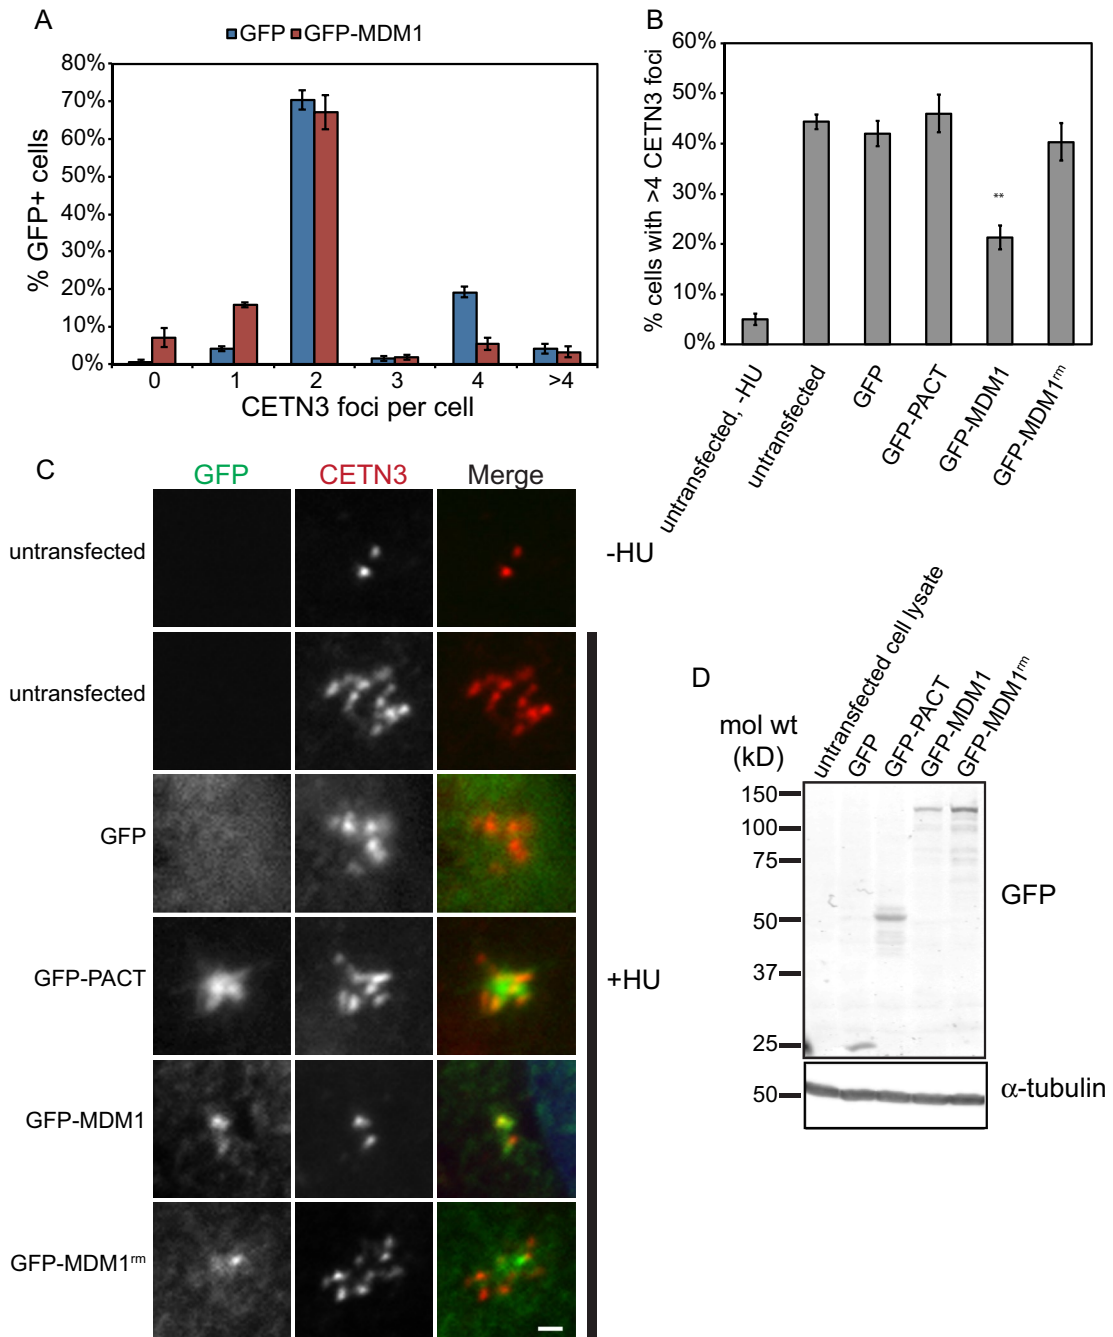 A
GFP GFP-MDM1
% GFP+ cells
80%
70%
60%
50%
40%
30%
20%
10%
0%
0 1 2 3 4 >4
CETN3 foci per cell
B
% cells with >4 CETN3 foci
60%
50%
40%
30%
20%
10%
0%
**
untransfected, -HU
untransfected
GFP
GFP-PACT
GFP-MDM1
GFP-MDM1rm
C
GFP CETN3 Merge
untransfected
-HU
untransfected
GFP
GFP-PACT
+HU
GFP-MDM1
GFP-MDM1rm
D
untransfected cell lysate
GFP
GFP-PACT
GFP-MDM1
GFP-MDM1rm
mol wt
(kD)
150
100
75
50
37
25
GFP
50
α-tubulin